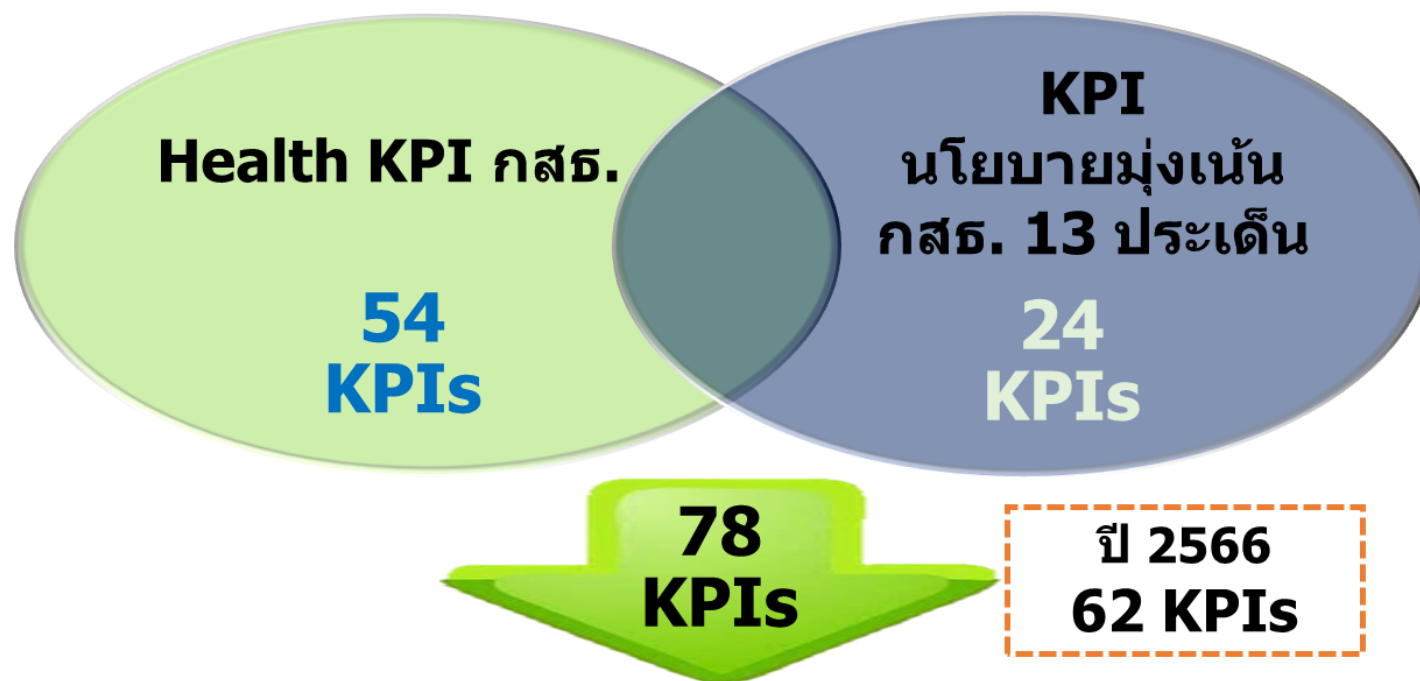 Health KPI กสธ.
54
KPIs
KPI
นโยบายมุ่งเน้น
กสธ. 13 ประเด็น
24
KPIs
78
KPIs
ปี 2566
62 KPIs